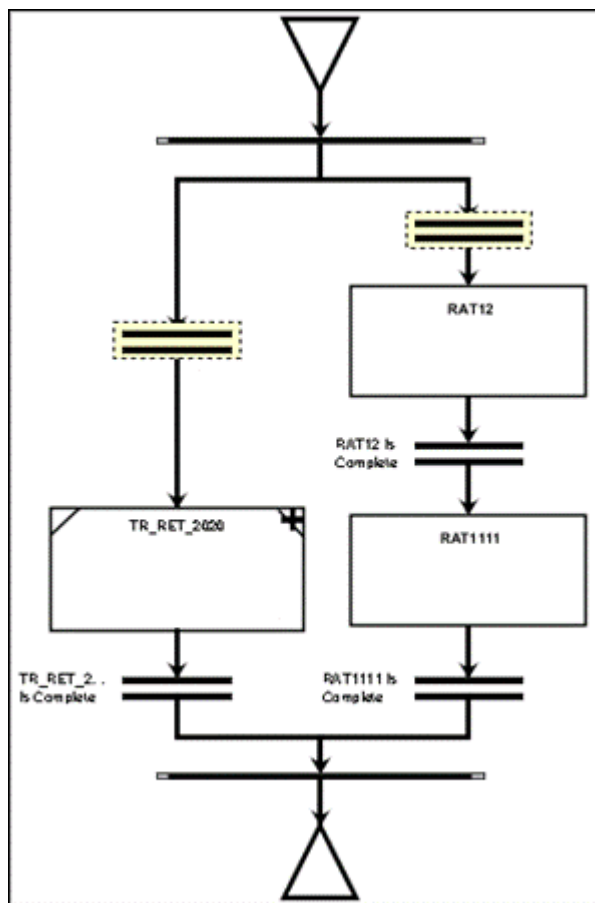 RAT12
RAT12 Is
Complete
TR_RET_2020
RAT1111
TR_RET_2. .
Is Complete
RAT1111 Is
Complete